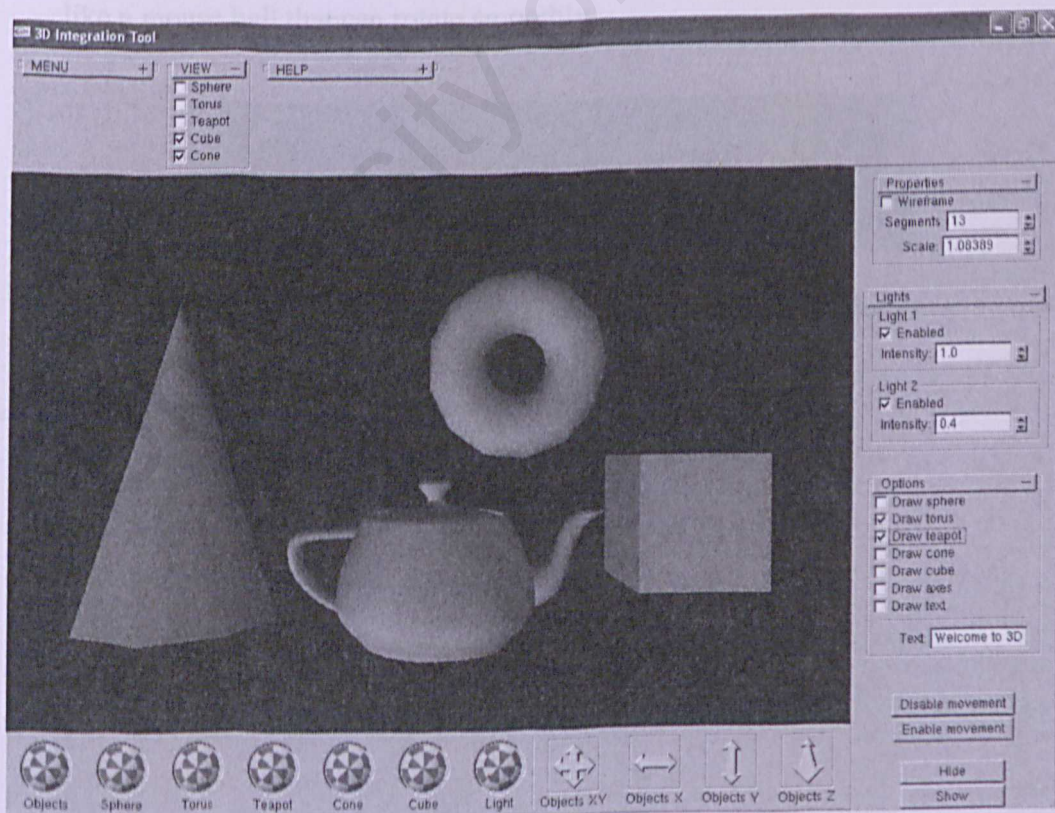 3D Integration Tool
MENU +
VIEW -
Sphere
Torus
Teapot
Cube
Cone
HELP +
Properties -
Wireframe
Segments 13
Scale: 1.08389
Lights -
Light 1
Enabled
Intensity: 1.0
Light 2
Enabled
Intensity: 0.4
Options -
Draw sphere
Draw torus
Draw teapot
Draw cone
Draw cube
Draw axes
Draw text
Text: Welcome to 3D
Disable movement
Enable movement
Hide
Show
Objects
Sphere
Torus
Teapot
Cone
Cube
Light
Objects XY
Objects X
Objects Y
Objects Z